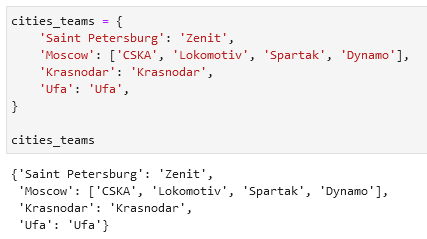 cities_teams = {
    'Saint Petersburg': 'Zenit',
    'Moscow': ['CSKA', 'Lokomotiv', 'Spartak', 'Dynamo'],
    'Krasnodar': 'Krasnodar',
    'Ufa': 'Ufa',
}
cities_teams
{'Saint Petersburg': 'Zenit',
 'Moscow': ['CSKA', 'Lokomotiv', 'Spartak', 'Dynamo'],
 'Krasnodar': 'Krasnodar',
 'Ufa': 'Ufa'}